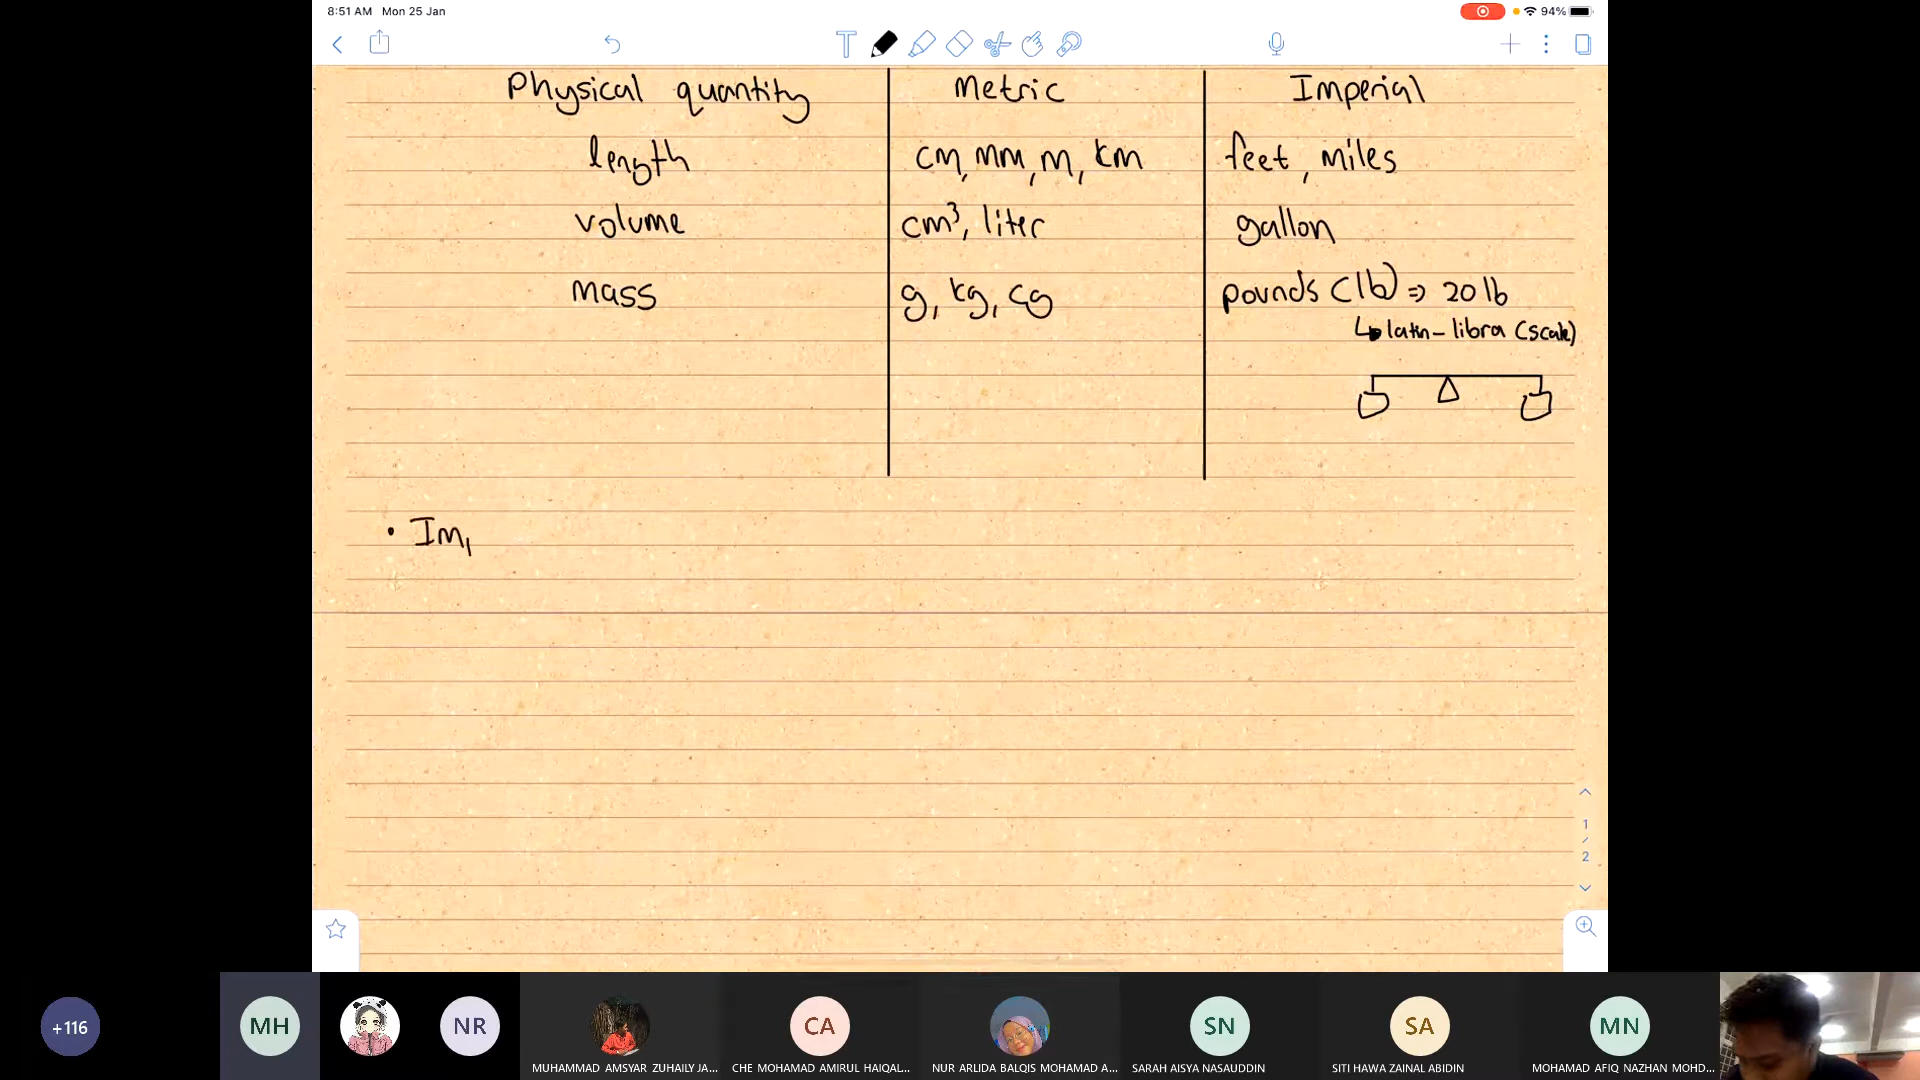 8:51 AM Mon 25 Jan
94%
Physical quantity Metric Imperial
length cm, mm, m, km feet, miles
volume cm³, liter gallon
mass g, kg, cg pounds (lb) => 20 lb
↳ latin - libra (scale)
• Im
1
/
2
+116
MH
NR
CA
SN
SA
MN
MUHAMMAD AMSYAR ZUHAILY JA...
CHE MOHAMAD AMIRUL HAIQAL...
NUR ARLIDA BALQIS MOHAMAD A...
SARAH AISYA NASAUDDIN
SITI HAWA ZAINAL ABIDIN
MOHAMAD AFIQ NAZHAN MOHD...